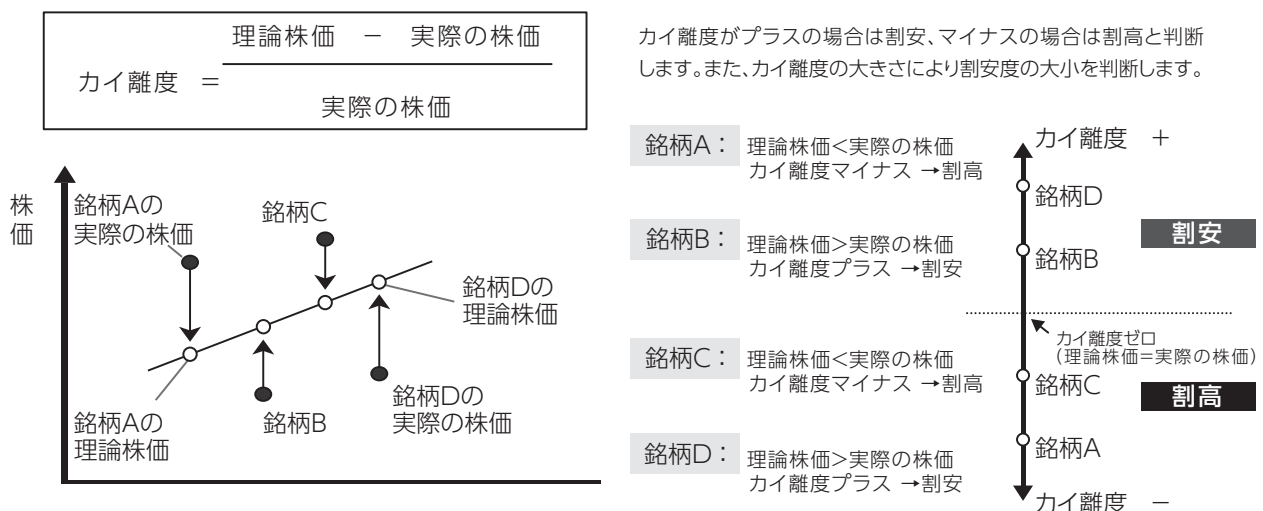 理論株価 － 実際の株価
カイ離度 ＝
実際の株価
株
価
銘柄Aの
実際の株価
銘柄C
銘柄Dの
理論株価
銘柄Aの
理論株価
銘柄B
銘柄Dの
実際の株価
カイ離度がプラスの場合は割安、マイナスの場合は割高と判断
します。また、カイ離度の大きさにより割安度の大小を判断します。
銘柄A： 理論株価＜実際の株価
カイ離度マイナス →割高
銘柄B： 理論株価＞実際の株価
カイ離度プラス →割安
銘柄C： 理論株価＜実際の株価
カイ離度マイナス →割高
銘柄D： 理論株価＞実際の株価
カイ離度プラス →割安
カイ離度 ＋
銘柄D
割安
銘柄B
カイ離度ゼロ
(理論株価=実際の株価)
銘柄C
割高
銘柄A
カイ離度 －